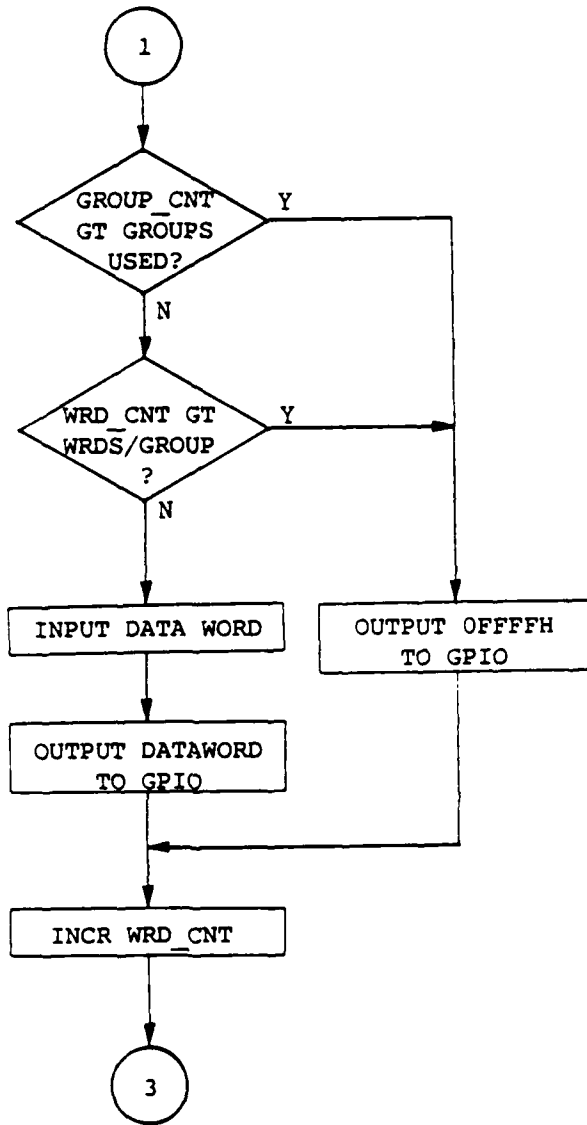 1
GROUP_CNT
GT GROUPS
USED?
Y
N
WRD_CNT GT
WRDS/GROUP
?
Y
N
INPUT DATA WORD
OUTPUT 0FFFFH
TO GPIO
OUTPUT DATAWORD
TO GPIO
INCR WRD_CNT
3